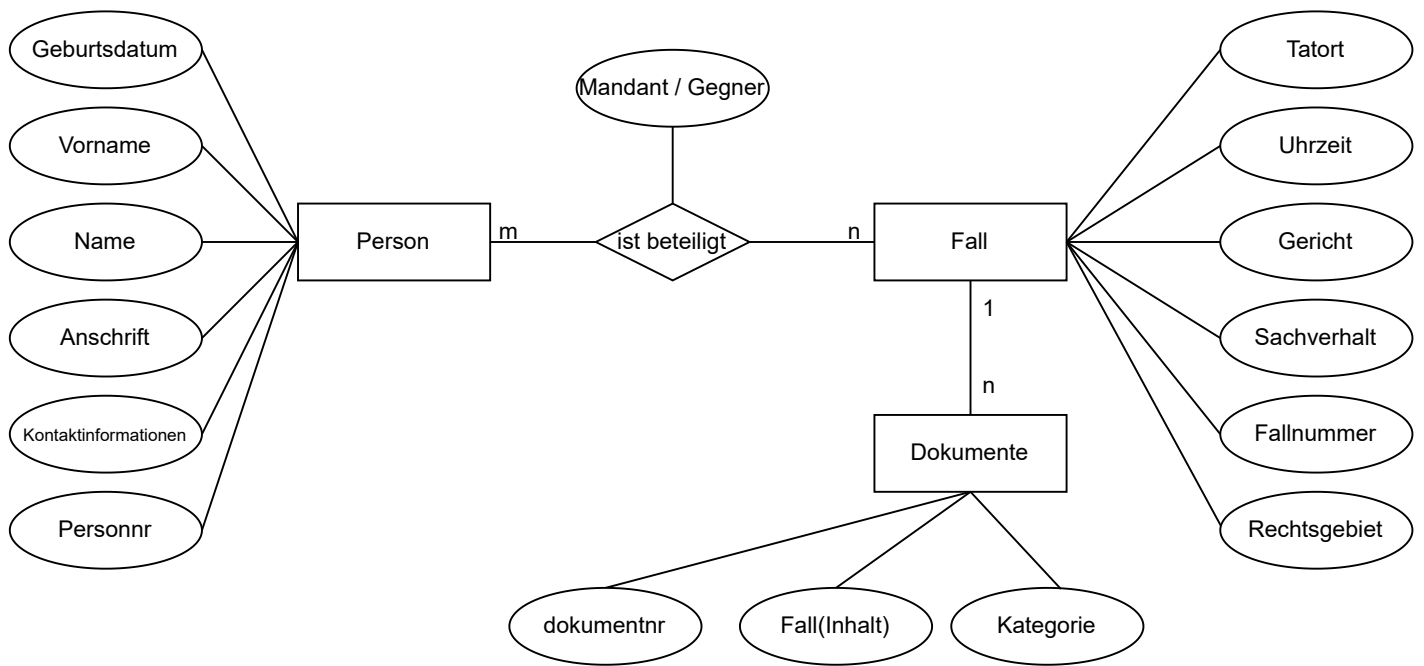 Geburtsdatum
Tatort
Mandant / Gegner
Vorname
Uhrzeit
Name
Person
m
ist beteiligt
n
Fall
Gericht
Anschrift
1
Sachverhalt
n
Kontaktinformationen
Dokumente
Fallnummer
Personnr
Rechtsgebiet
dokumentnr
Fall(Inhalt)
Kategorie